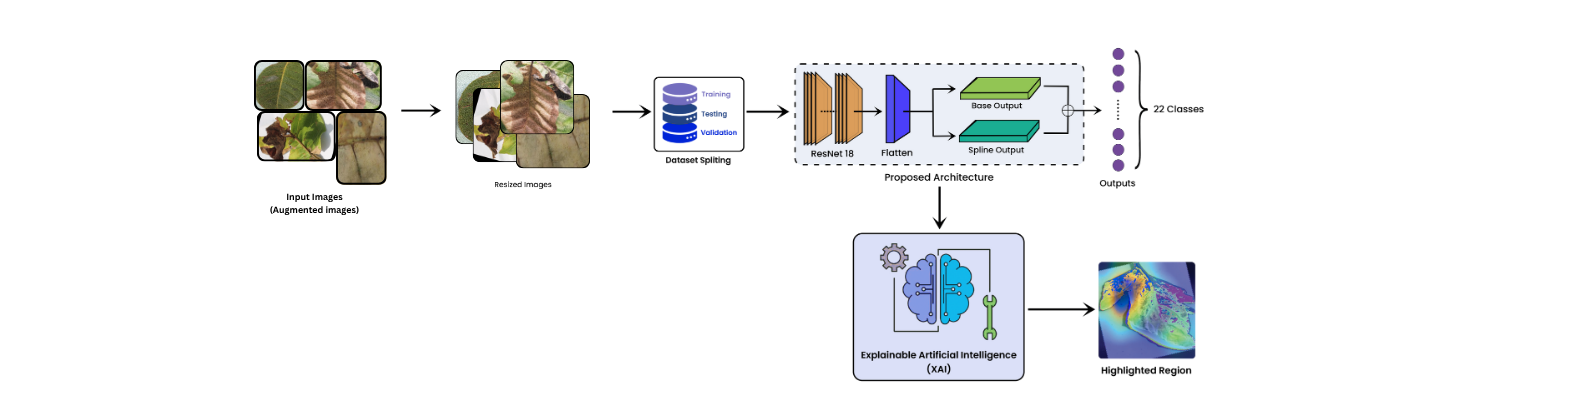 Input Images
(Augmented images)
Resized Images
Training
Testing
Validation
Dataset Spliting
ResNet 18
Flatten
Base Output
Spline Output
Proposed Architecture
Outputs
22 Classes
Explainable Artificial Intelligence
(XAI)
Highlighted Region